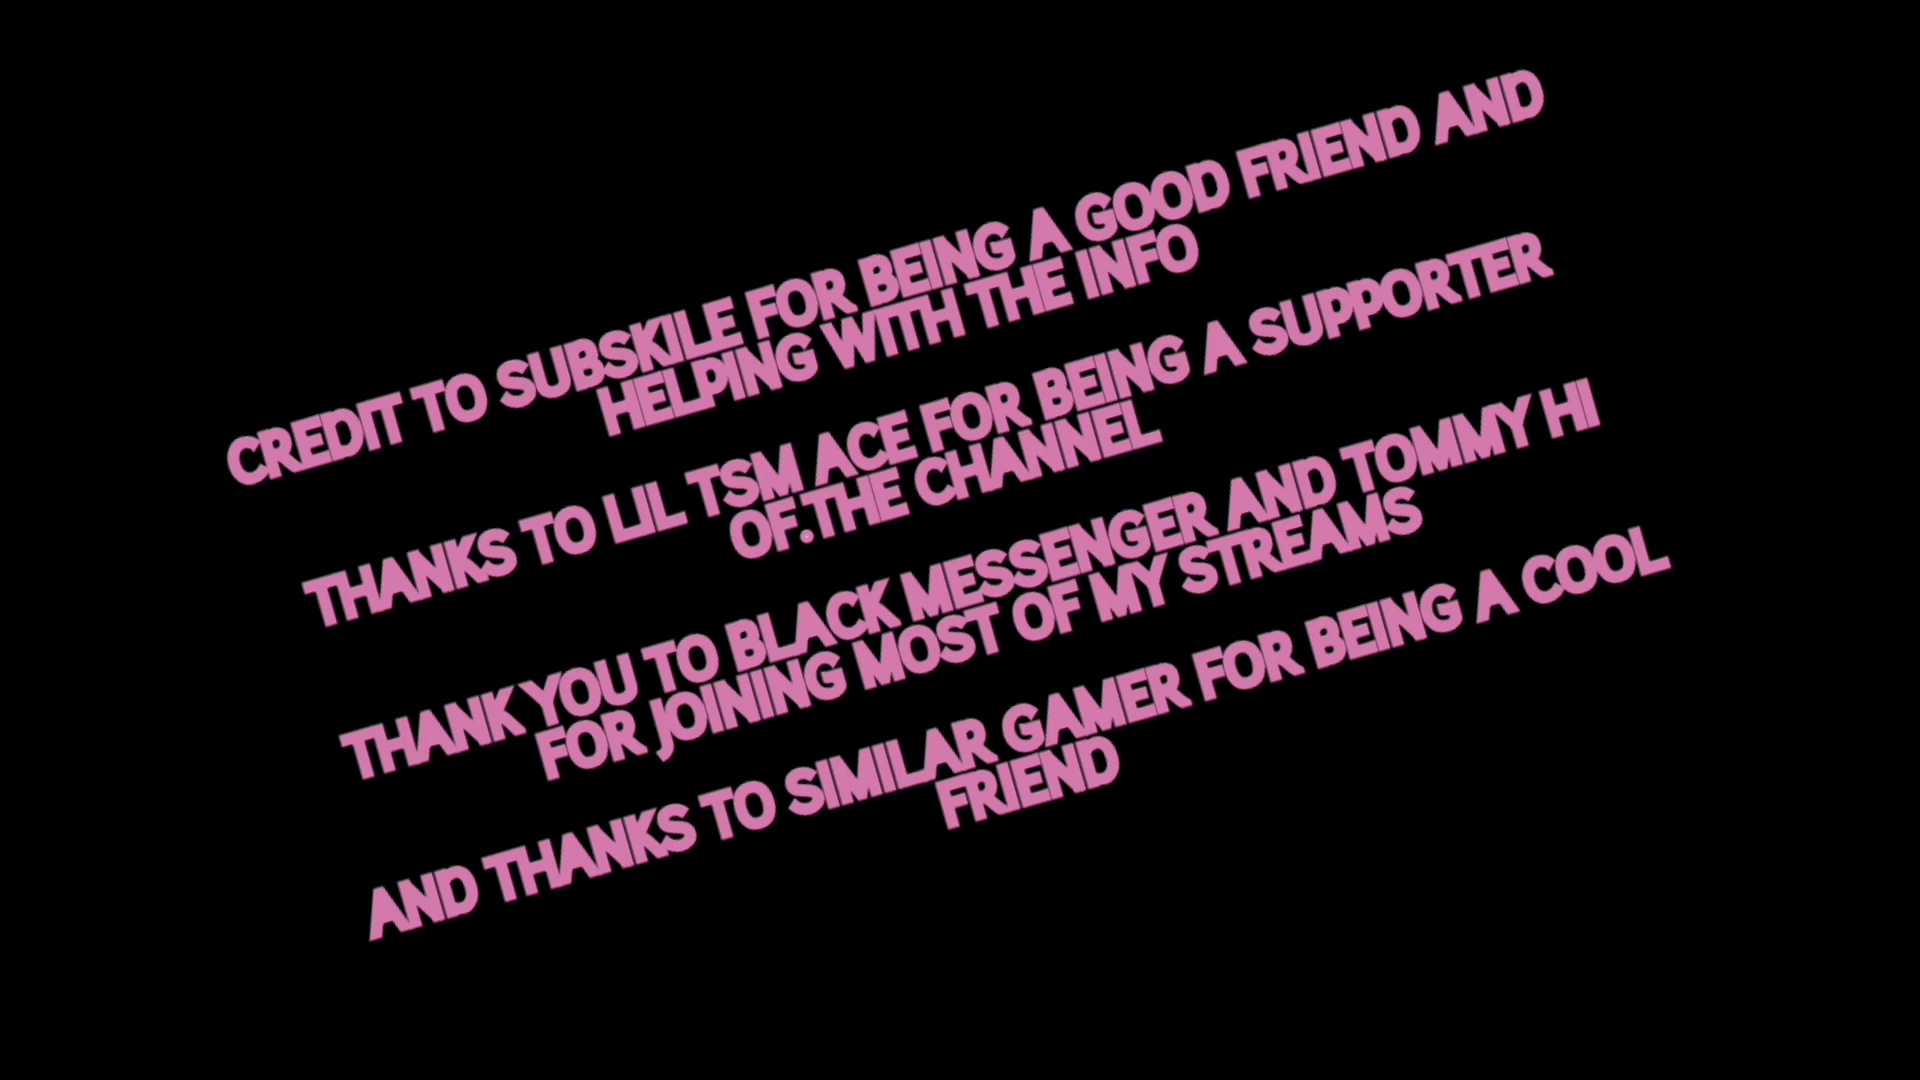 CREDIT TO SUBSKILE FOR BEING A GOOD FRIEND AND
HELPING WITH THE INFO
THANKS TO LIL TSM ACE FOR BEING A SUPPORTER
OF.THE CHANNEL
THANK YOU TO BLACK MESSENGER AND TOMMY HI
FOR JOINING MOST OF MY STREAMS
AND THANKS TO SIMILAR GAMER FOR BEING A COOL
FRIEND